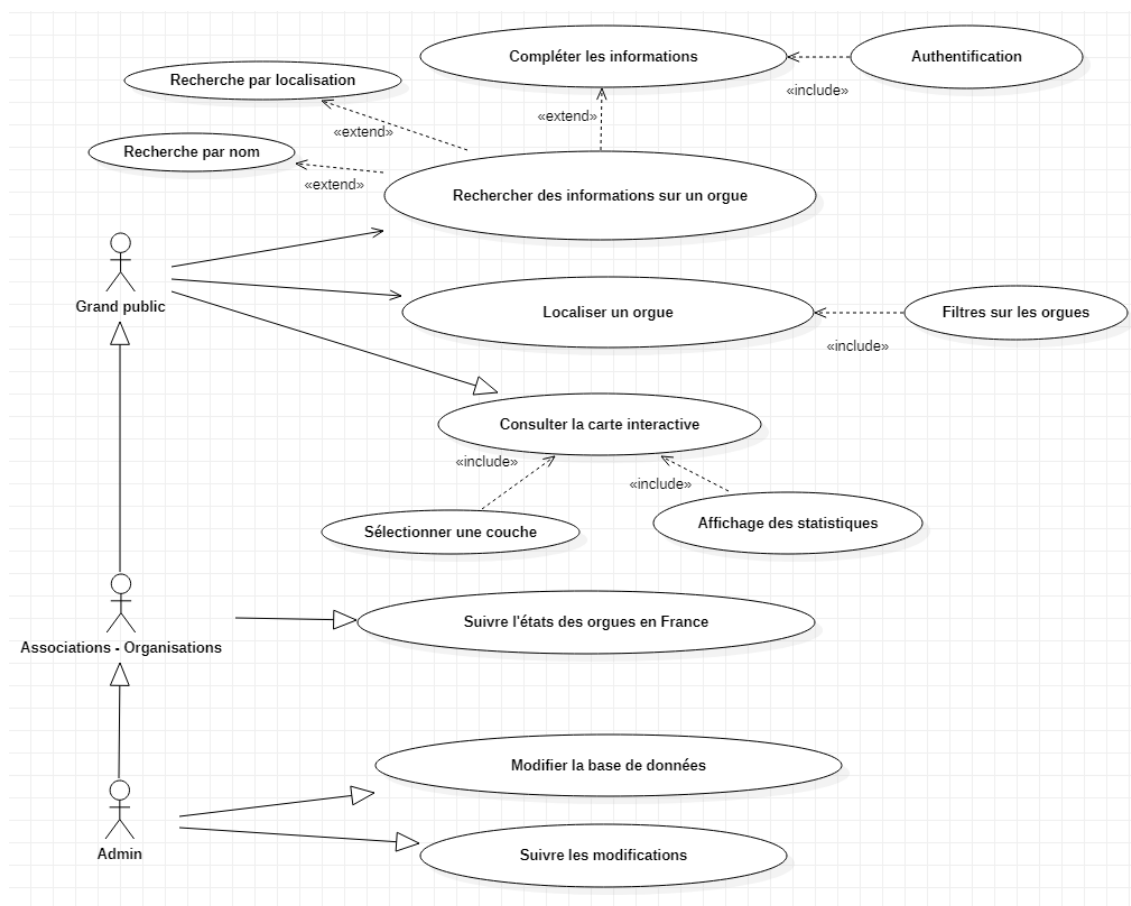 Compléter les informations
Authentification
Recherche par localisation
«include»
«extend»
«extend»
Recherche par nom
«extend»
Rechercher des informations sur un orgue
Grand public
Localiser un orgue
Filtres sur les orgues
«include»
Consulter la carte interactive
«include»
«include»
Sélectionner une couche
Affichage des statistiques
Suivre l'états des orgues en France
Associations - Organisations
Modifier la base de données
Admin
Suivre les modifications